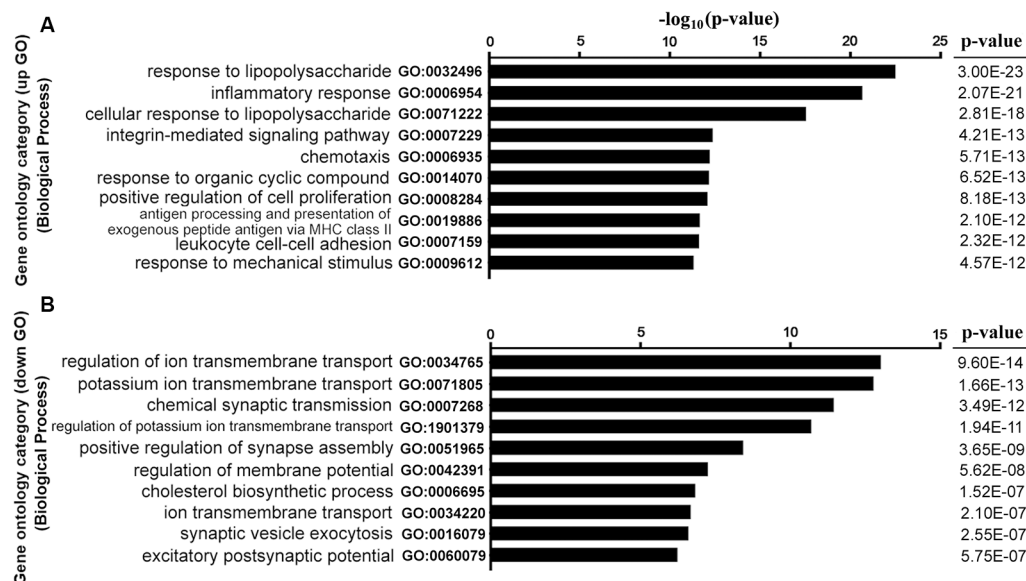 A
-log10(p-value)
0 5 10 15 20 25 p-value
Gene ontology category (up GO)
(Biological Process)
response to lipopolysaccharide GO:0032496 3.00E-23
inflammatory response GO:0006954 2.07E-21
cellular response to lipopolysaccharide GO:0071222 2.81E-18
integrin-mediated signaling pathway GO:0007229 4.21E-13
chemotaxis GO:0006935 5.71E-13
response to organic cyclic compound GO:0014070 6.52E-13
positive regulation of cell proliferation GO:0008284 8.18E-13
antigen processing and presentation of
exogenous peptide antigen via MHC class II GO:0019886 2.10E-12
leukocyte cell-cell adhesion GO:0007159 2.32E-12
response to mechanical stimulus GO:0009612 4.57E-12
B
0 5 10 15 p-value
Gene ontology category (down GO)
(Biological Process)
regulation of ion transmembrane transport GO:0034765 9.60E-14
potassium ion transmembrane transport GO:0071805 1.66E-13
chemical synaptic transmission GO:0007268 3.49E-12
regulation of potassium ion transmembrane transport GO:1901379 1.94E-11
positive regulation of synapse assembly GO:0051965 3.65E-09
regulation of membrane potential GO:0042391 5.62E-08
cholesterol biosynthetic process GO:0006695 1.52E-07
ion transmembrane transport GO:0034220 2.10E-07
synaptic vesicle exocytosis GO:0016079 2.55E-07
excitatory postsynaptic potential GO:0060079 5.75E-07